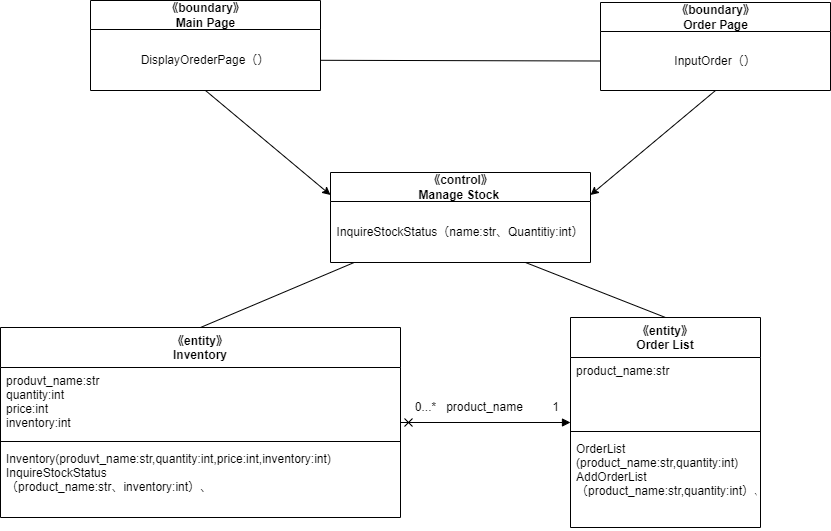 《boundary》
Main Page
DisplayOrederPage（）
《boundary》
Order Page
InputOrder（）
《control》
Manage Stock
InquireStockStatus（name:str、Quantitiy:int）
《entity》
Inventory
produvt_name:str
quantity:int
price:int
inventory:int
Inventory(produvt_name:str,quantity:int,price:int,inventory:int)
InquireStockStatus
（product_name:str、inventory:int）、
0...* product_name 1
《entity》
Order List
product_name:str
OrderList
(product_name:str,quantity:int)
AddOrderList
（product_name:str,quantity:int）、